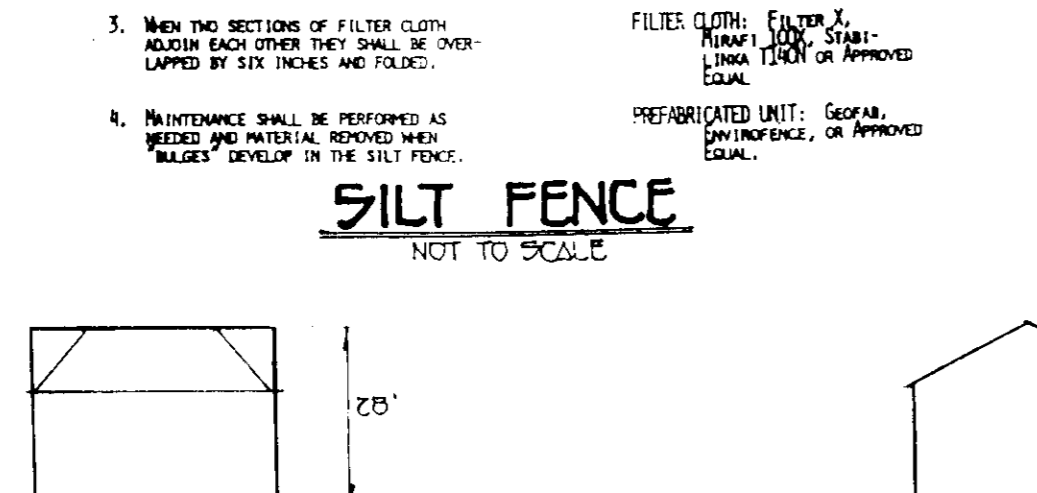 3. WHEN TWO SECTIONS OF FILTER CLOTH
ADJOIN EACH OTHER THEY SHALL BE OVER-
LAPPED BY SIX INCHES AND FOLDED.
4. MAINTENANCE SHALL BE PERFORMED AS
NEEDED AND MATERIAL REMOVED WHEN
"BULGES" DEVELOP IN THE SILT FENCE.
FILTER CLOTH: FILTER X,
MIRAFI 100X, STABI-
LINKA T140N OR APPROVED
EQUAL
PREFABRICATED UNIT: GEOFAB,
ENVIROFENCE, OR APPROVED
EQUAL.
SILT FENCE
NOT TO SCALE
28'